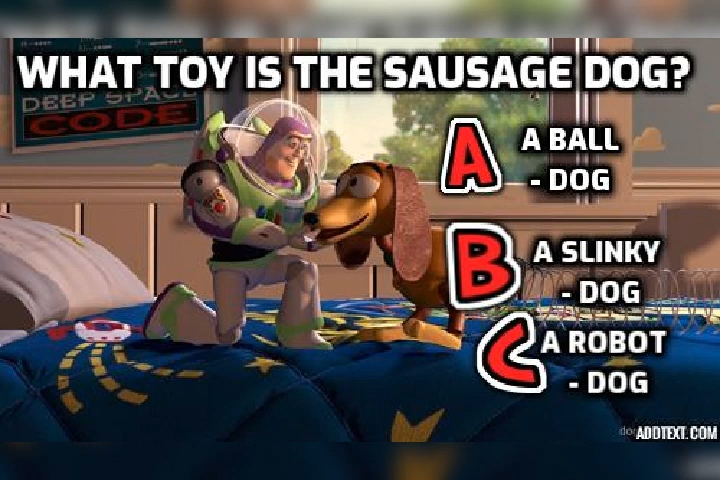 WHAT TOY IS THE SAUSAGE DOG?
DEEP SPACE
CODE
A
A BALL
- DOG
B
A SLINKY
- DOG
C
A ROBOT
- DOG
ADDTEXT.COM